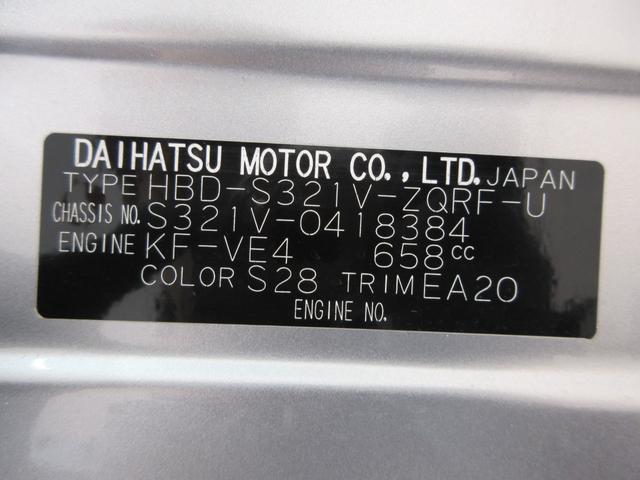 DAIHATSU MOTOR CO., LTD. JAPAN
TYPE HBD-S321V-ZQRF-U
CHASSIS NO. S321V-0418384
ENGINE KF-VE4 658cc
COLOR S28 TRIM EA20
ENGINE NO.